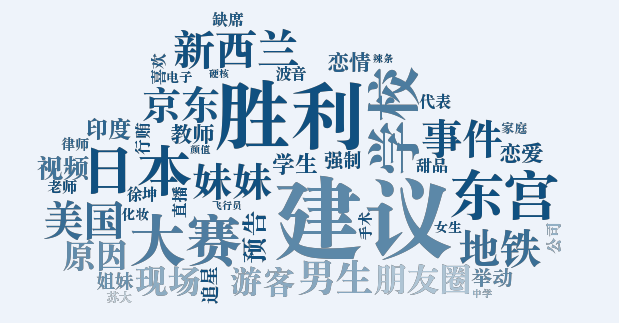 缺席
新西兰
恋情
辣条
喜欢
电子
硬核
波音
京东
胜利
学校
代表
印度
行贿
教师
事件
家庭
律师
颜值
学生
强制
甜品
恋爱
视频
日本
老师
徐坤
妹妹
直播
飞行员
建议
东宫
美国
化妆
大赛
预告
手术
女生
地铁
公司
原因
姐妹
现场
追星
游客
男生
朋友圈
举动
中学
苏大